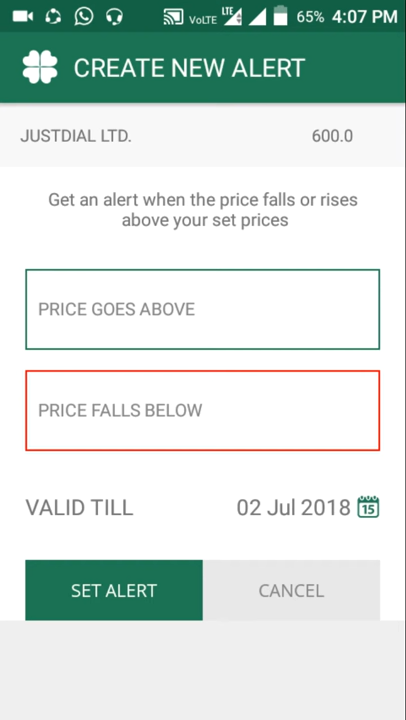 VoLTE LTE 65% 4:07 PM
CREATE NEW ALERT
JUSTDIAL LTD. 600.0
Get an alert when the price falls or rises
above your set prices
PRICE GOES ABOVE
PRICE FALLS BELOW
VALID TILL 02 Jul 2018 15
SET ALERT CANCEL